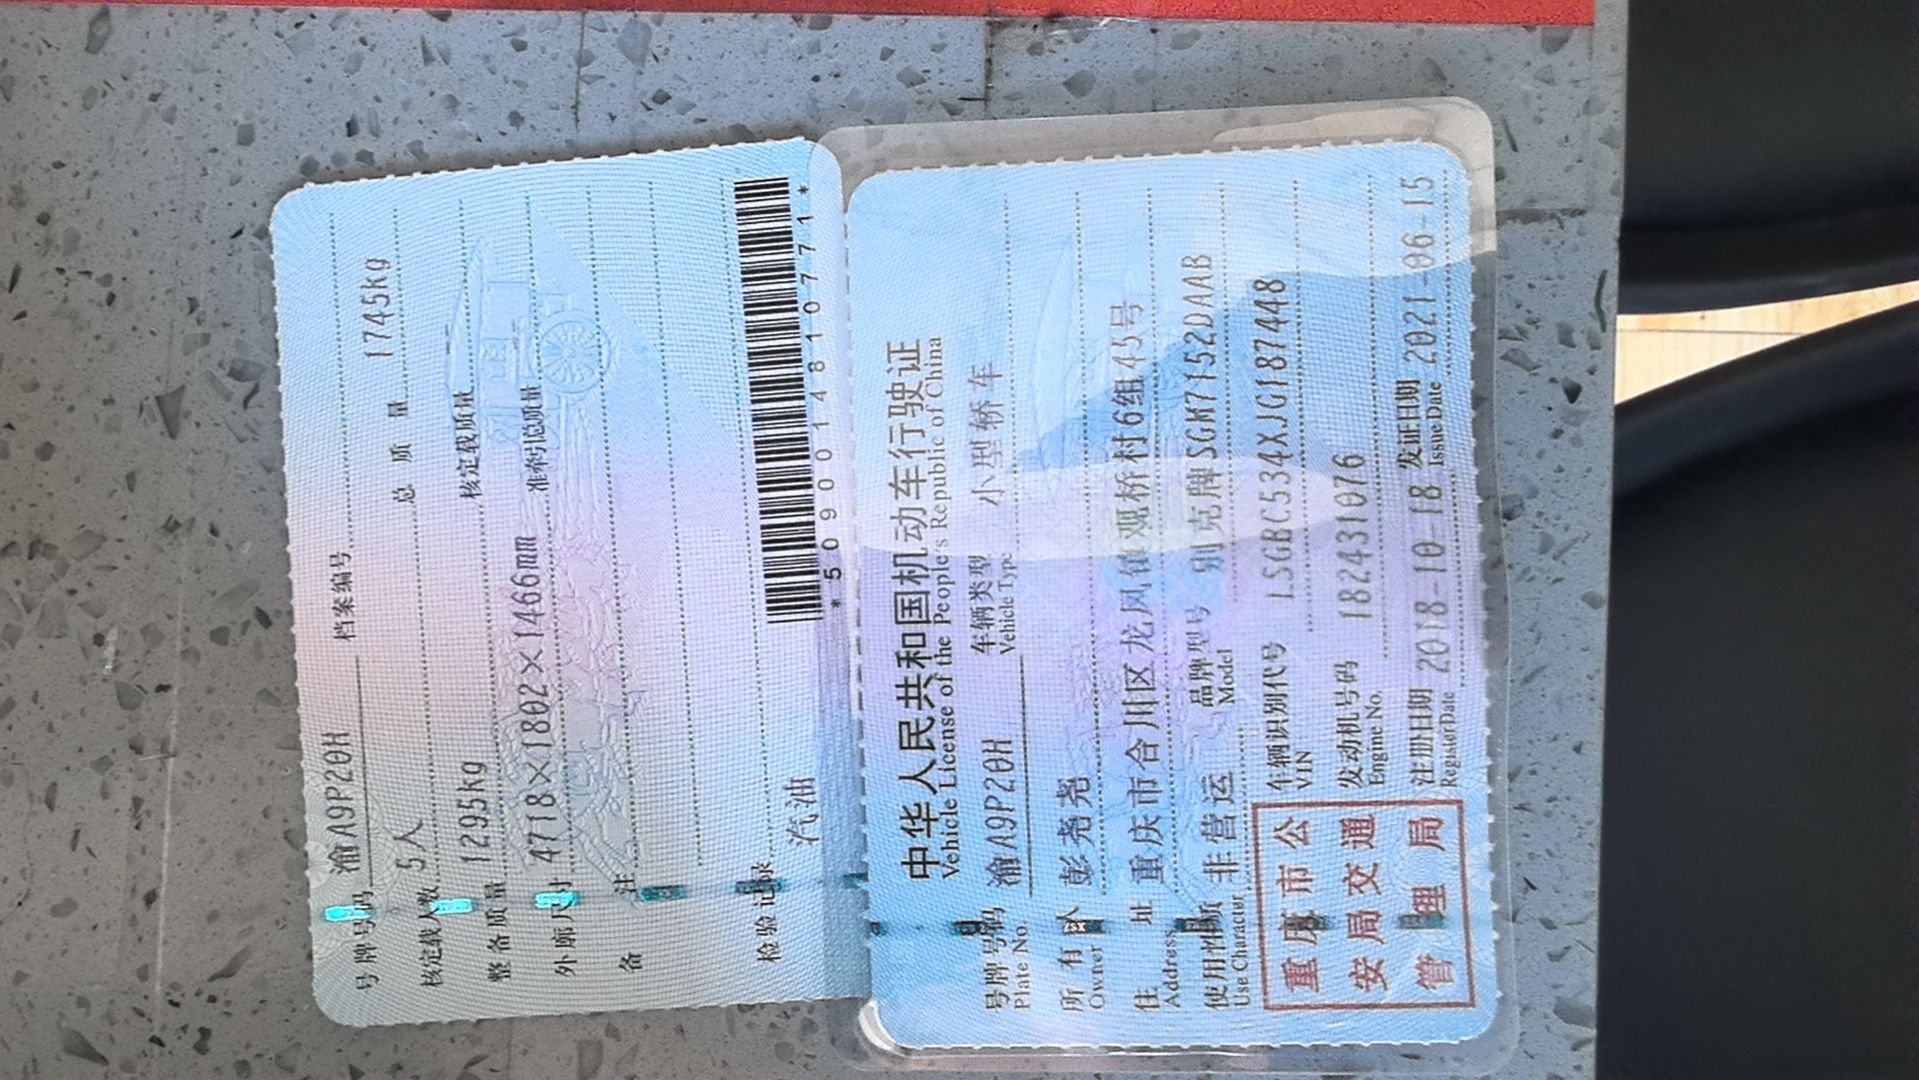 中华人民共和国机动车行驶证
Vehicle License of the People's Republic of China
号牌号码 渝A9P20H 车辆类型 小型轿车
Plate No. Vehicle Type
所有人 彭尧尧
Owner
住址 重庆市合川区龙凤镇观桥村6组45号
Address
使用性质 非营运 品牌型号 别克牌SGM7152DAAB
Use Character Model
车辆识别代号 LSGBC534XJG187448
VIN
发动机号码 182431076
Engine No.
注册日期 2018-10-18 发证日期 2021-06-15
Register Date Issue Date
重庆市公
安局交通
管理局
号牌号码 渝A9P20H 档案编号
核定载人数 5人 总质量 1745kg
整备质量 1295kg 核定载质量
外廓尺寸 4718×1802×1466mm 准牵引总质量
备注
检验记录
汽油
*5090014810771*